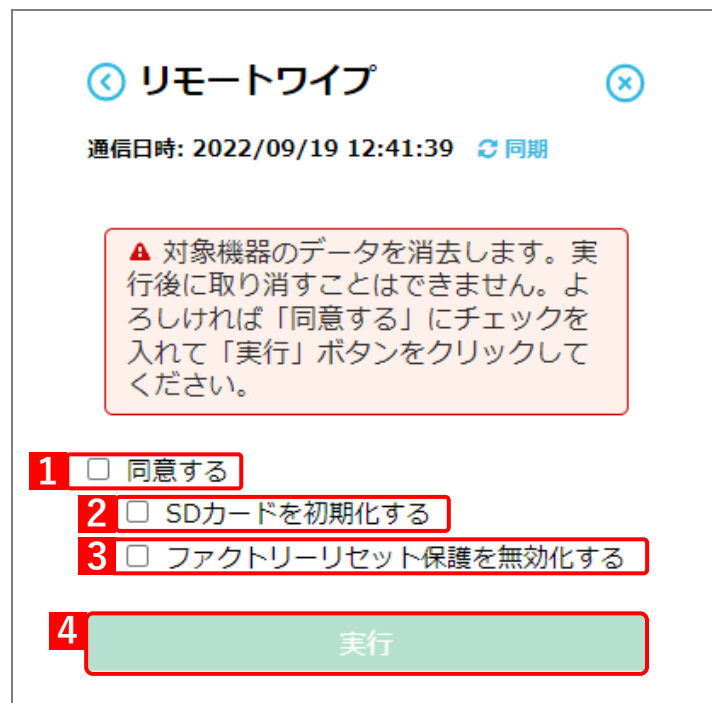 リモートワイプ
通信日時: 2022/09/19 12:41:39 同期
対象機器のデータを消去します。実
行後に取り消すことはできません。よ
ろしければ「同意する」にチェックを
入れて「実行」ボタンをクリックして
ください。
1 同意する
2 SDカードを初期化する
3 ファクトリーリセット保護を無効化する
4 実行